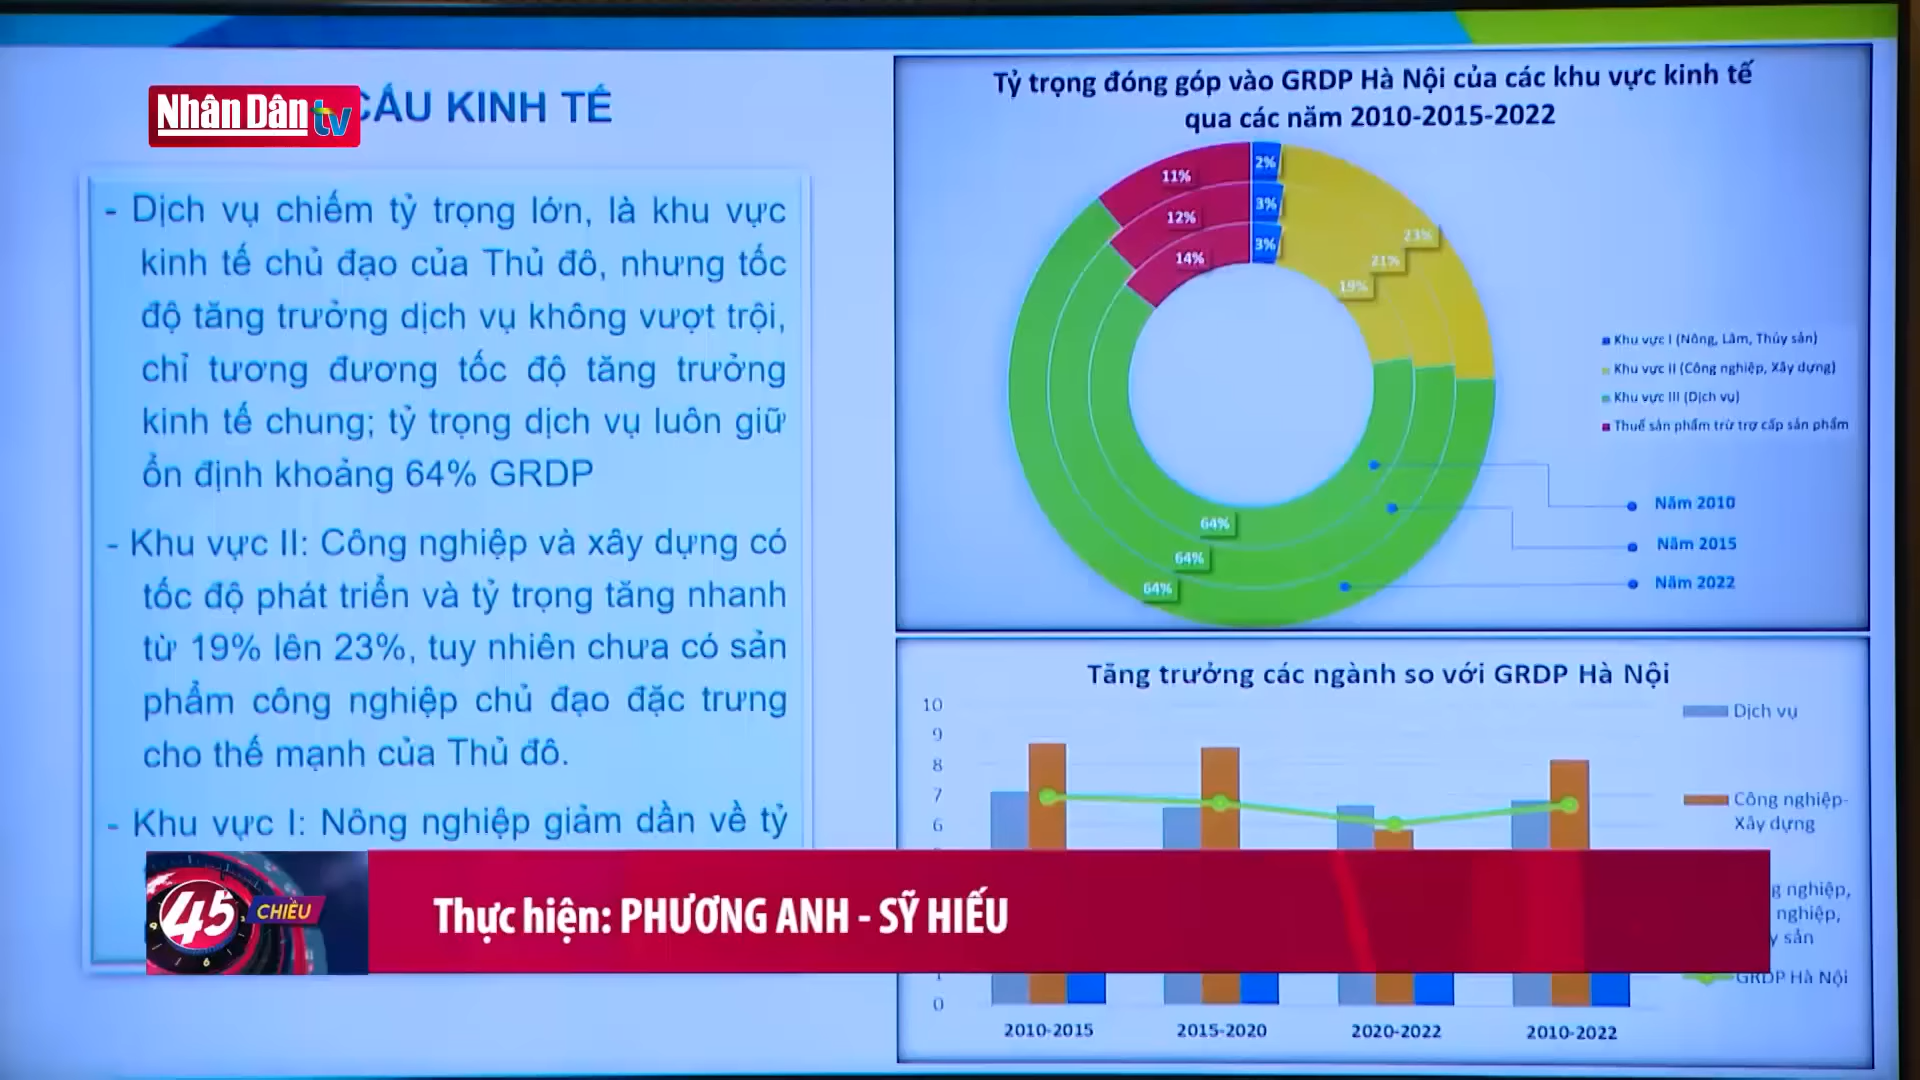 Nhân Dân tv
CẤU KINH TẾ
- Dịch vụ chiếm tỷ trọng lớn, là khu vực
kinh tế chủ đạo của Thủ đô, nhưng tốc
độ tăng trưởng dịch vụ không vượt trội,
chỉ tương đương tốc độ tăng trưởng
kinh tế chung; tỷ trọng dịch vụ luôn giữ
ổn định khoảng 64% GRDP
- Khu vực II: Công nghiệp và xây dựng có
tốc độ phát triển và tỷ trọng tăng nhanh
từ 19% lên 23%, tuy nhiên chưa có sản
phẩm công nghiệp chủ đạo đặc trưng
cho thế mạnh của Thủ đô.
- Khu vực I: Nông nghiệp giảm dần về tỷ
Tỷ trọng đóng góp vào GRDP Hà Nội của các khu vực kinh tế
qua các năm 2010-2015-2022
11%
2%
12%
3%
14%
3%
23%
21%
19%
64%
64%
64%
Khu vực I (Nông, Lâm, Thủy sản)
Khu vực II (Công nghiệp, Xây dựng)
Khu vực III (Dịch vụ)
Thuế sản phẩm trừ trợ cấp sản phẩm
Năm 2010
Năm 2015
Năm 2022
Tăng trưởng các ngành so với GRDP Hà Nội
10
9
8
7
6
1
0
2010-2015
2015-2020
2020-2022
2010-2022
Dịch vụ
Công nghiệp-
Xây dựng
g nghiệp,
nghiệp,
y sản
GRDP Hà Nội
45 CHIỀU
9
3
6
Thực hiện: PHƯƠNG ANH - SỸ HIẾU